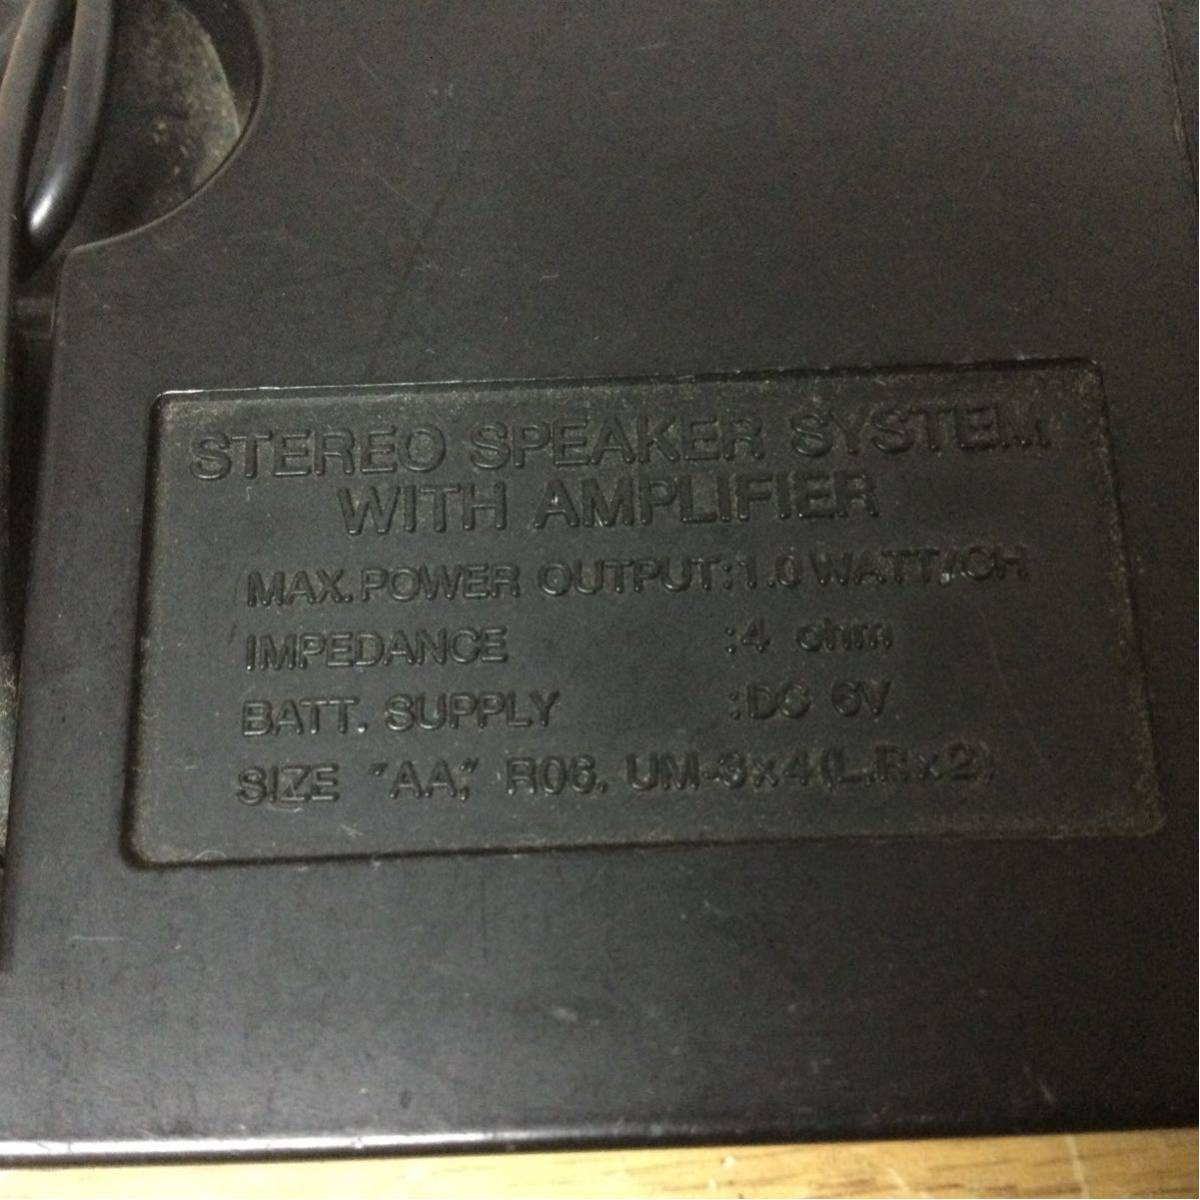 STEREO SPEAKER SYSTEM
WITH AMPLIFIER
MAX. POWER OUTPUT:1.0 WATT/CH
IMPEDANCE :4 ohm
BATT. SUPPLY :DC 6V
SIZE "AA", R06, UM-3x4(L.R x2)